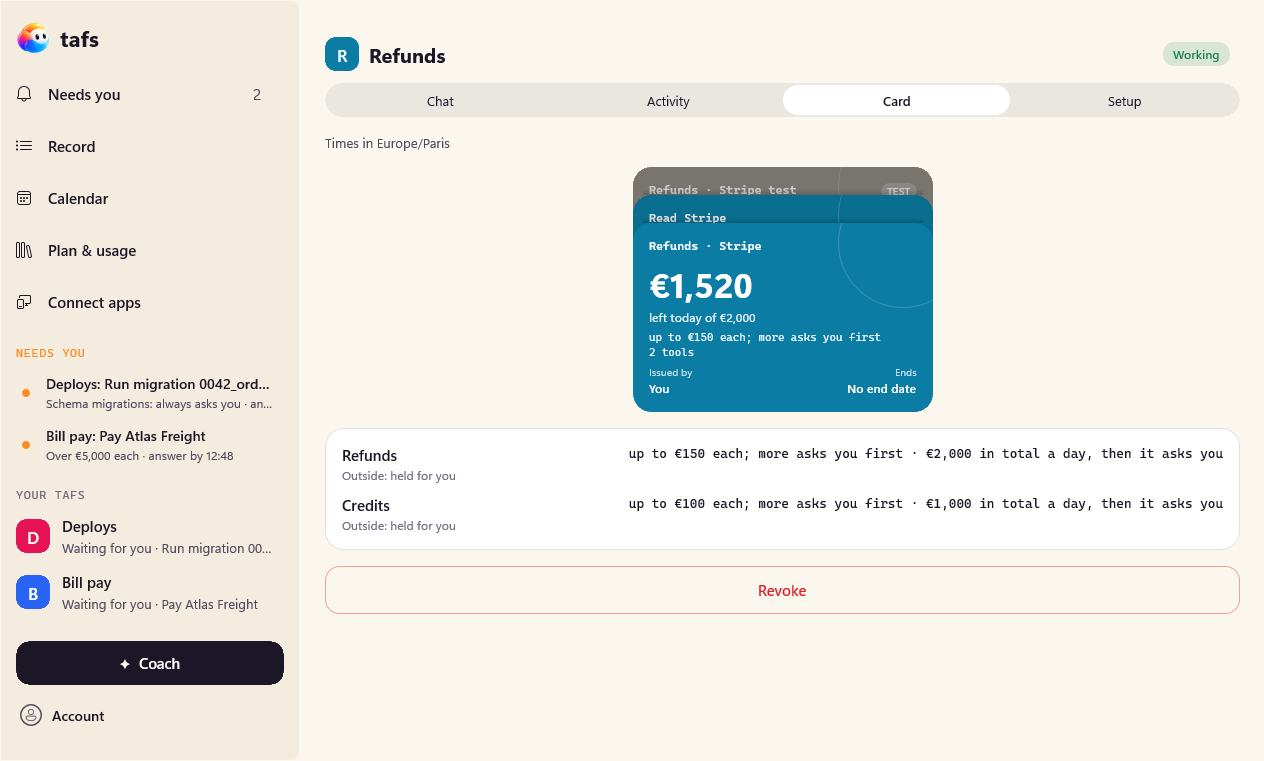 tafs
Needs you 2
Record
Calendar
Plan & usage
Connect apps
NEEDS YOU
Deploys: Run migration 0042_ord...
Schema migrations: always asks you · an...
Bill pay: Pay Atlas Freight
Over €5,000 each · answer by 12:48
YOUR TAFS
D
Deploys
Waiting for you · Run migration 00...
B
Bill pay
Waiting for you · Pay Atlas Freight
✦ Coach
Account
R Refunds
Working
Chat Activity Card Setup
Times in Europe/Paris
Refunds · Stripe test TEST
Read Stripe
Refunds · Stripe
€1,520
left today of €2,000
up to €150 each; more asks you first
2 tools
Issued by Ends
You No end date
Refunds up to €150 each; more asks you first · €2,000 in total a day, then it asks you
Outside: held for you
Credits up to €100 each; more asks you first · €1,000 in total a day, then it asks you
Outside: held for you
Revoke